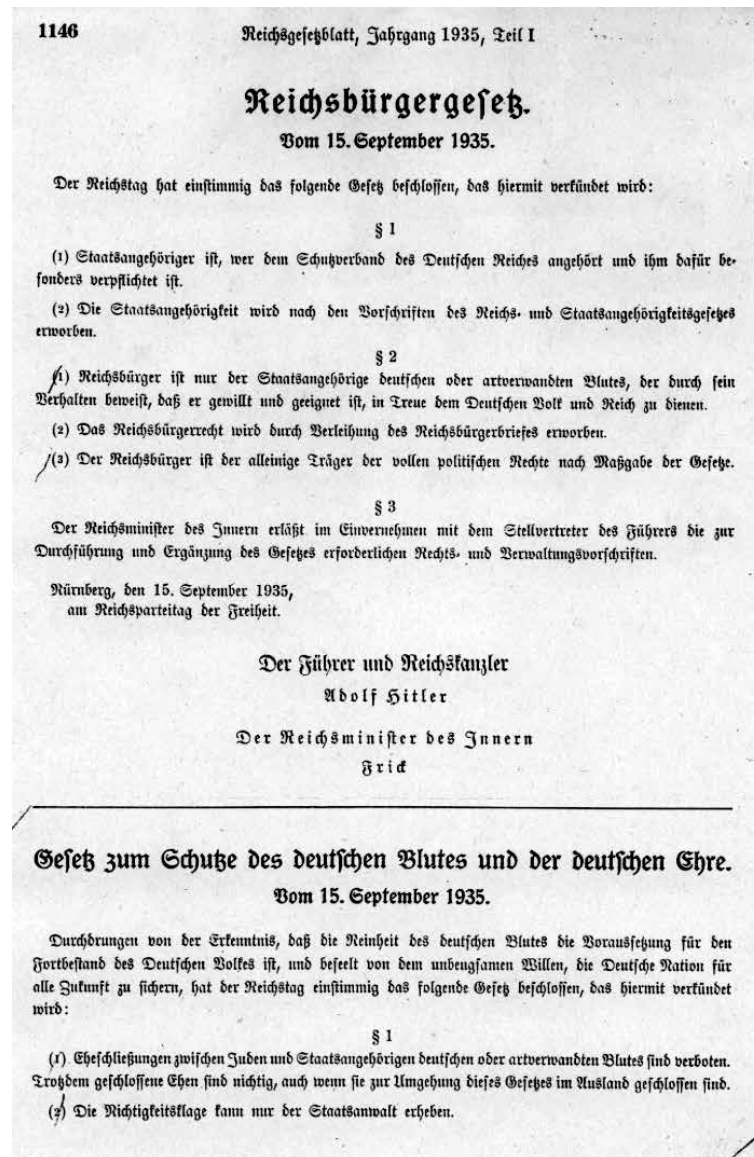 1146 Reichsgesetzblatt, Jahrgang 1935, Teil I
Reichsbürgergesetz.
Vom 15. September 1935.
Der Reichstag hat einstimmig das folgende Gesetz beschlossen, das hiermit verkündet wird:
§ 1
(1) Staatsangehöriger ist, wer dem Schutzverband des Deutschen Reiches angehört und ihm dafür be-
sonders verpflichtet ist.
(2) Die Staatsangehörigkeit wird nach den Vorschriften des Reichs- und Staatsangehörigkeitsgesetzes
erworben.
§ 2
(1) Reichsbürger ist nur der Staatsangehörige deutschen oder artverwandten Blutes, der durch sein
Verhalten beweist, daß er gewillt und geeignet ist, in Treue dem Deutschen Volk und Reich zu dienen.
(2) Das Reichsbürgerrecht wird durch Verleihung des Reichsbürgerbriefes erworben.
(3) Der Reichsbürger ist der alleinige Träger der vollen politischen Rechte nach Maßgabe der Gesetze.
§ 3
Der Reichsminister des Innern erläßt im Einvernehmen mit dem Stellvertreter des Führers die zur
Durchführung und Ergänzung des Gesetzes erforderlichen Rechts- und Verwaltungsvorschriften.
Nürnberg, den 15. September 1935,
am Reichsparteitag der Freiheit.
Der Führer und Reichskanzler
Adolf Hitler
Der Reichsminister des Innern
Frick
Gesetz zum Schutze des deutschen Blutes und der deutschen Ehre.
Vom 15. September 1935.
Durchdrungen von der Erkenntnis, daß die Reinheit des deutschen Blutes die Voraussetzung für den
Fortbestand des Deutschen Volkes ist, und beseelt von dem unbeugsamen Willen, die Deutsche Nation für
alle Zukunft zu sichern, hat der Reichstag einstimmig das folgende Gesetz beschlossen, das hiermit verkündet
wird:
§ 1
(1) Eheschließungen zwischen Juden und Staatsangehörigen deutschen oder artverwandten Blutes sind verboten.
Trotzdem geschlossene Ehen sind nichtig, auch wenn sie zur Umgehung dieses Gesetzes im Ausland geschlossen sind.
(2) Die Nichtigkeitsklage kann nur der Staatsanwalt erheben.